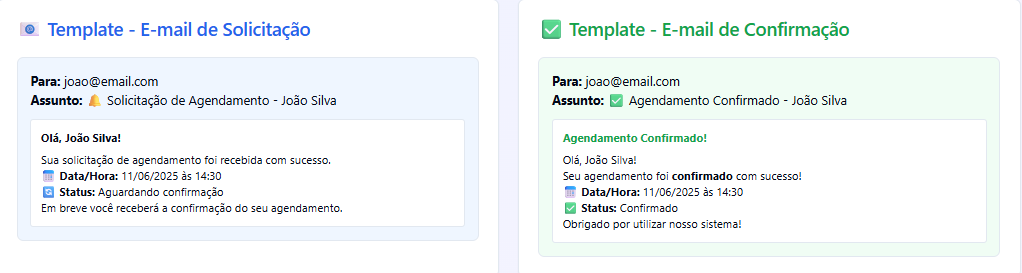 Template - E-mail de Solicitação
Para: joao@email.com
Assunto: 🔔 Solicitação de Agendamento - João Silva
Olá, João Silva!
Sua solicitação de agendamento foi recebida com sucesso.
📅 Data/Hora: 11/06/2025 às 14:30
🔄 Status: Aguardando confirmação
Em breve você receberá a confirmação do seu agendamento.
✅ Template - E-mail de Confirmação
Para: joao@email.com
Assunto: ✅ Agendamento Confirmado - João Silva
Agendamento Confirmado!
Olá, João Silva!
Seu agendamento foi confirmado com sucesso!
📅 Data/Hora: 11/06/2025 às 14:30
✅ Status: Confirmado
Obrigado por utilizar nosso sistema!